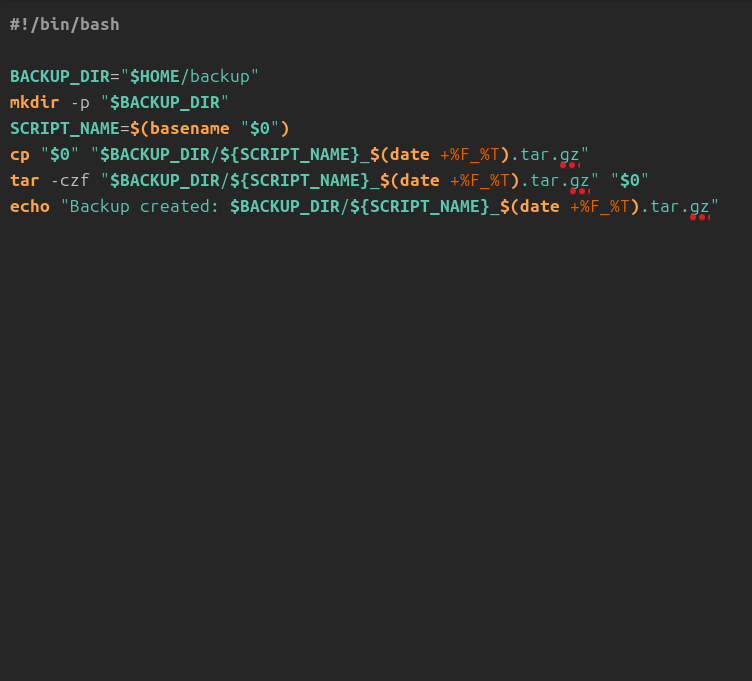 #!/bin/bash

BACKUP_DIR="$HOME/backup"
mkdir -p "$BACKUP_DIR"
SCRIPT_NAME=$(basename "$0")
cp "$0" "$BACKUP_DIR/${SCRIPT_NAME}_$(date +%F_%T).tar.gz"
tar -czf "$BACKUP_DIR/${SCRIPT_NAME}_$(date +%F_%T).tar.gz" "$0"
echo "Backup created: $BACKUP_DIR/${SCRIPT_NAME}_$(date +%F_%T).tar.gz"